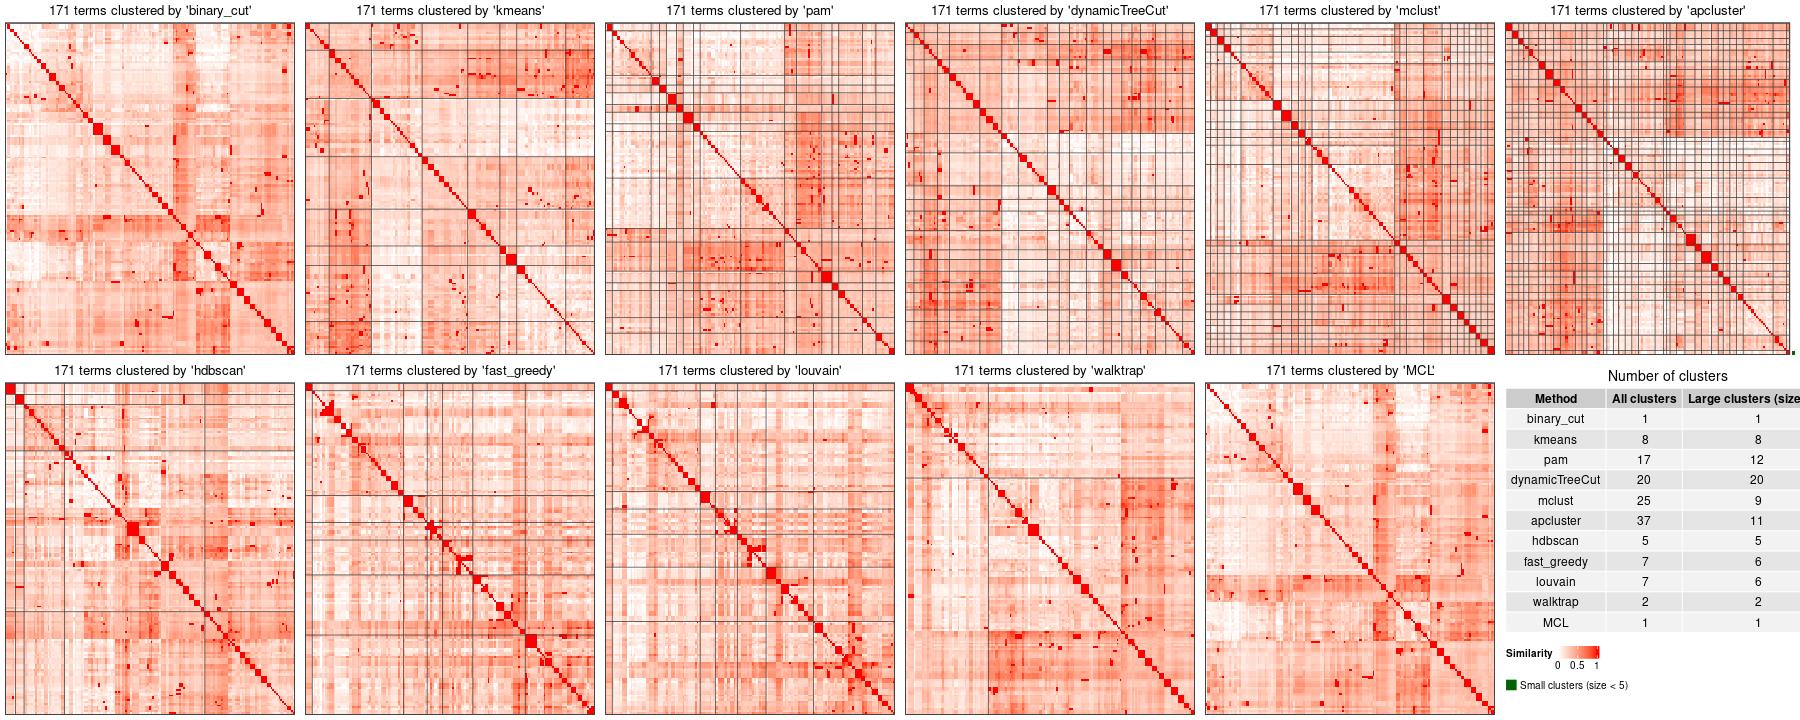 171 terms clustered by 'binary_cut'
171 terms clustered by 'kmeans'
171 terms clustered by 'pam'
171 terms clustered by 'dynamicTreeCut'
171 terms clustered by 'mclust'
171 terms clustered by 'apcluster'
171 terms clustered by 'hdbscan'
171 terms clustered by 'fast_greedy'
171 terms clustered by 'louvain'
171 terms clustered by 'walktrap'
171 terms clustered by 'MCL'
Number of clusters
Method All clusters Large clusters (size
binary_cut 1 1
kmeans 8 8
pam 17 12
dynamicTreeCut 20 20
mclust 25 9
apcluster 37 11
hdbscan 5 5
fast_greedy 7 6
louvain 7 6
walktrap 2 2
MCL 1 1
Similarity
0 0.5 1
Small clusters (size < 5)